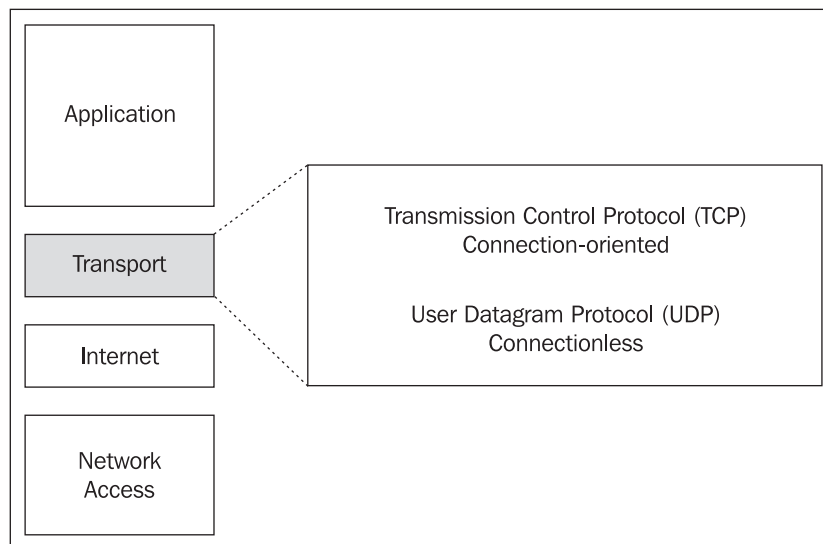 Application
Transport
Internet
Network
Access
Transmission Control Protocol (TCP)
Connection-oriented
User Datagram Protocol (UDP)
Connectionless